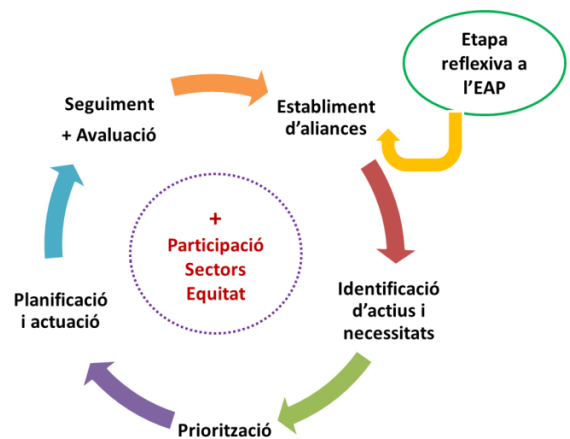 Etapa
reflexiva a
l'EAP
Establiment
d'aliances
Identificació
d'actius i
necessitats
Priorització
Planificació
i actuació
Seguiment
+ Avaluació
+
Participació
Sectors
Equitat